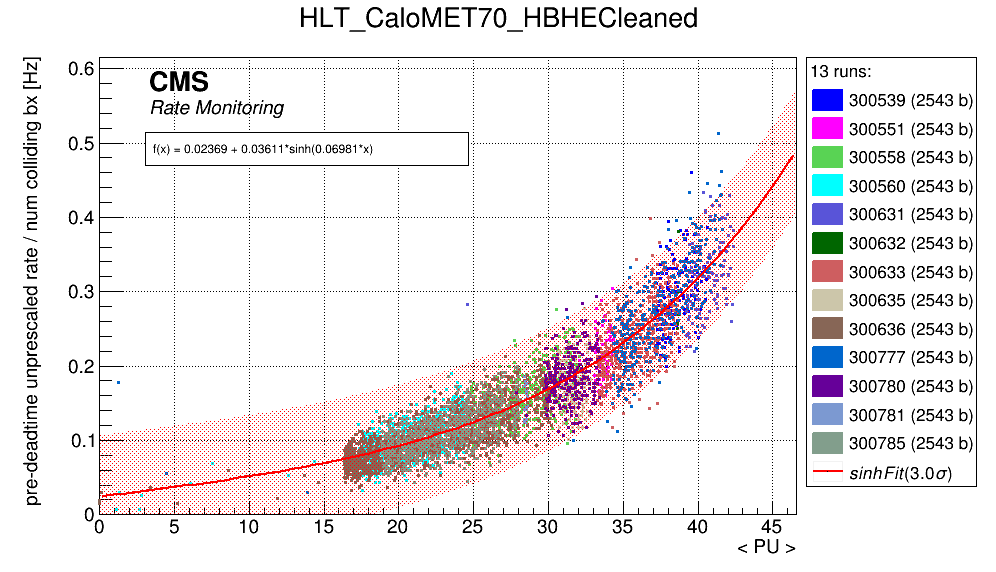 HLT_CaloMET70_HBHECleaned
pre-deadtime unprescaled rate / num colliding bx [Hz]
0.6
0.5
0.4
0.3
0.2
0.1
0
CMS
Rate Monitoring
f(x) = 0.02369 + 0.03611*sinh(0.06981*x)
0 5 10 15 20 25 30 35 40 45
< PU >
13 runs:
300539 (2543 b)
300551 (2543 b)
300558 (2543 b)
300560 (2543 b)
300631 (2543 b)
300632 (2543 b)
300633 (2543 b)
300635 (2543 b)
300636 (2543 b)
300777 (2543 b)
300780 (2543 b)
300781 (2543 b)
300785 (2543 b)
sinhFit(3.0σ)